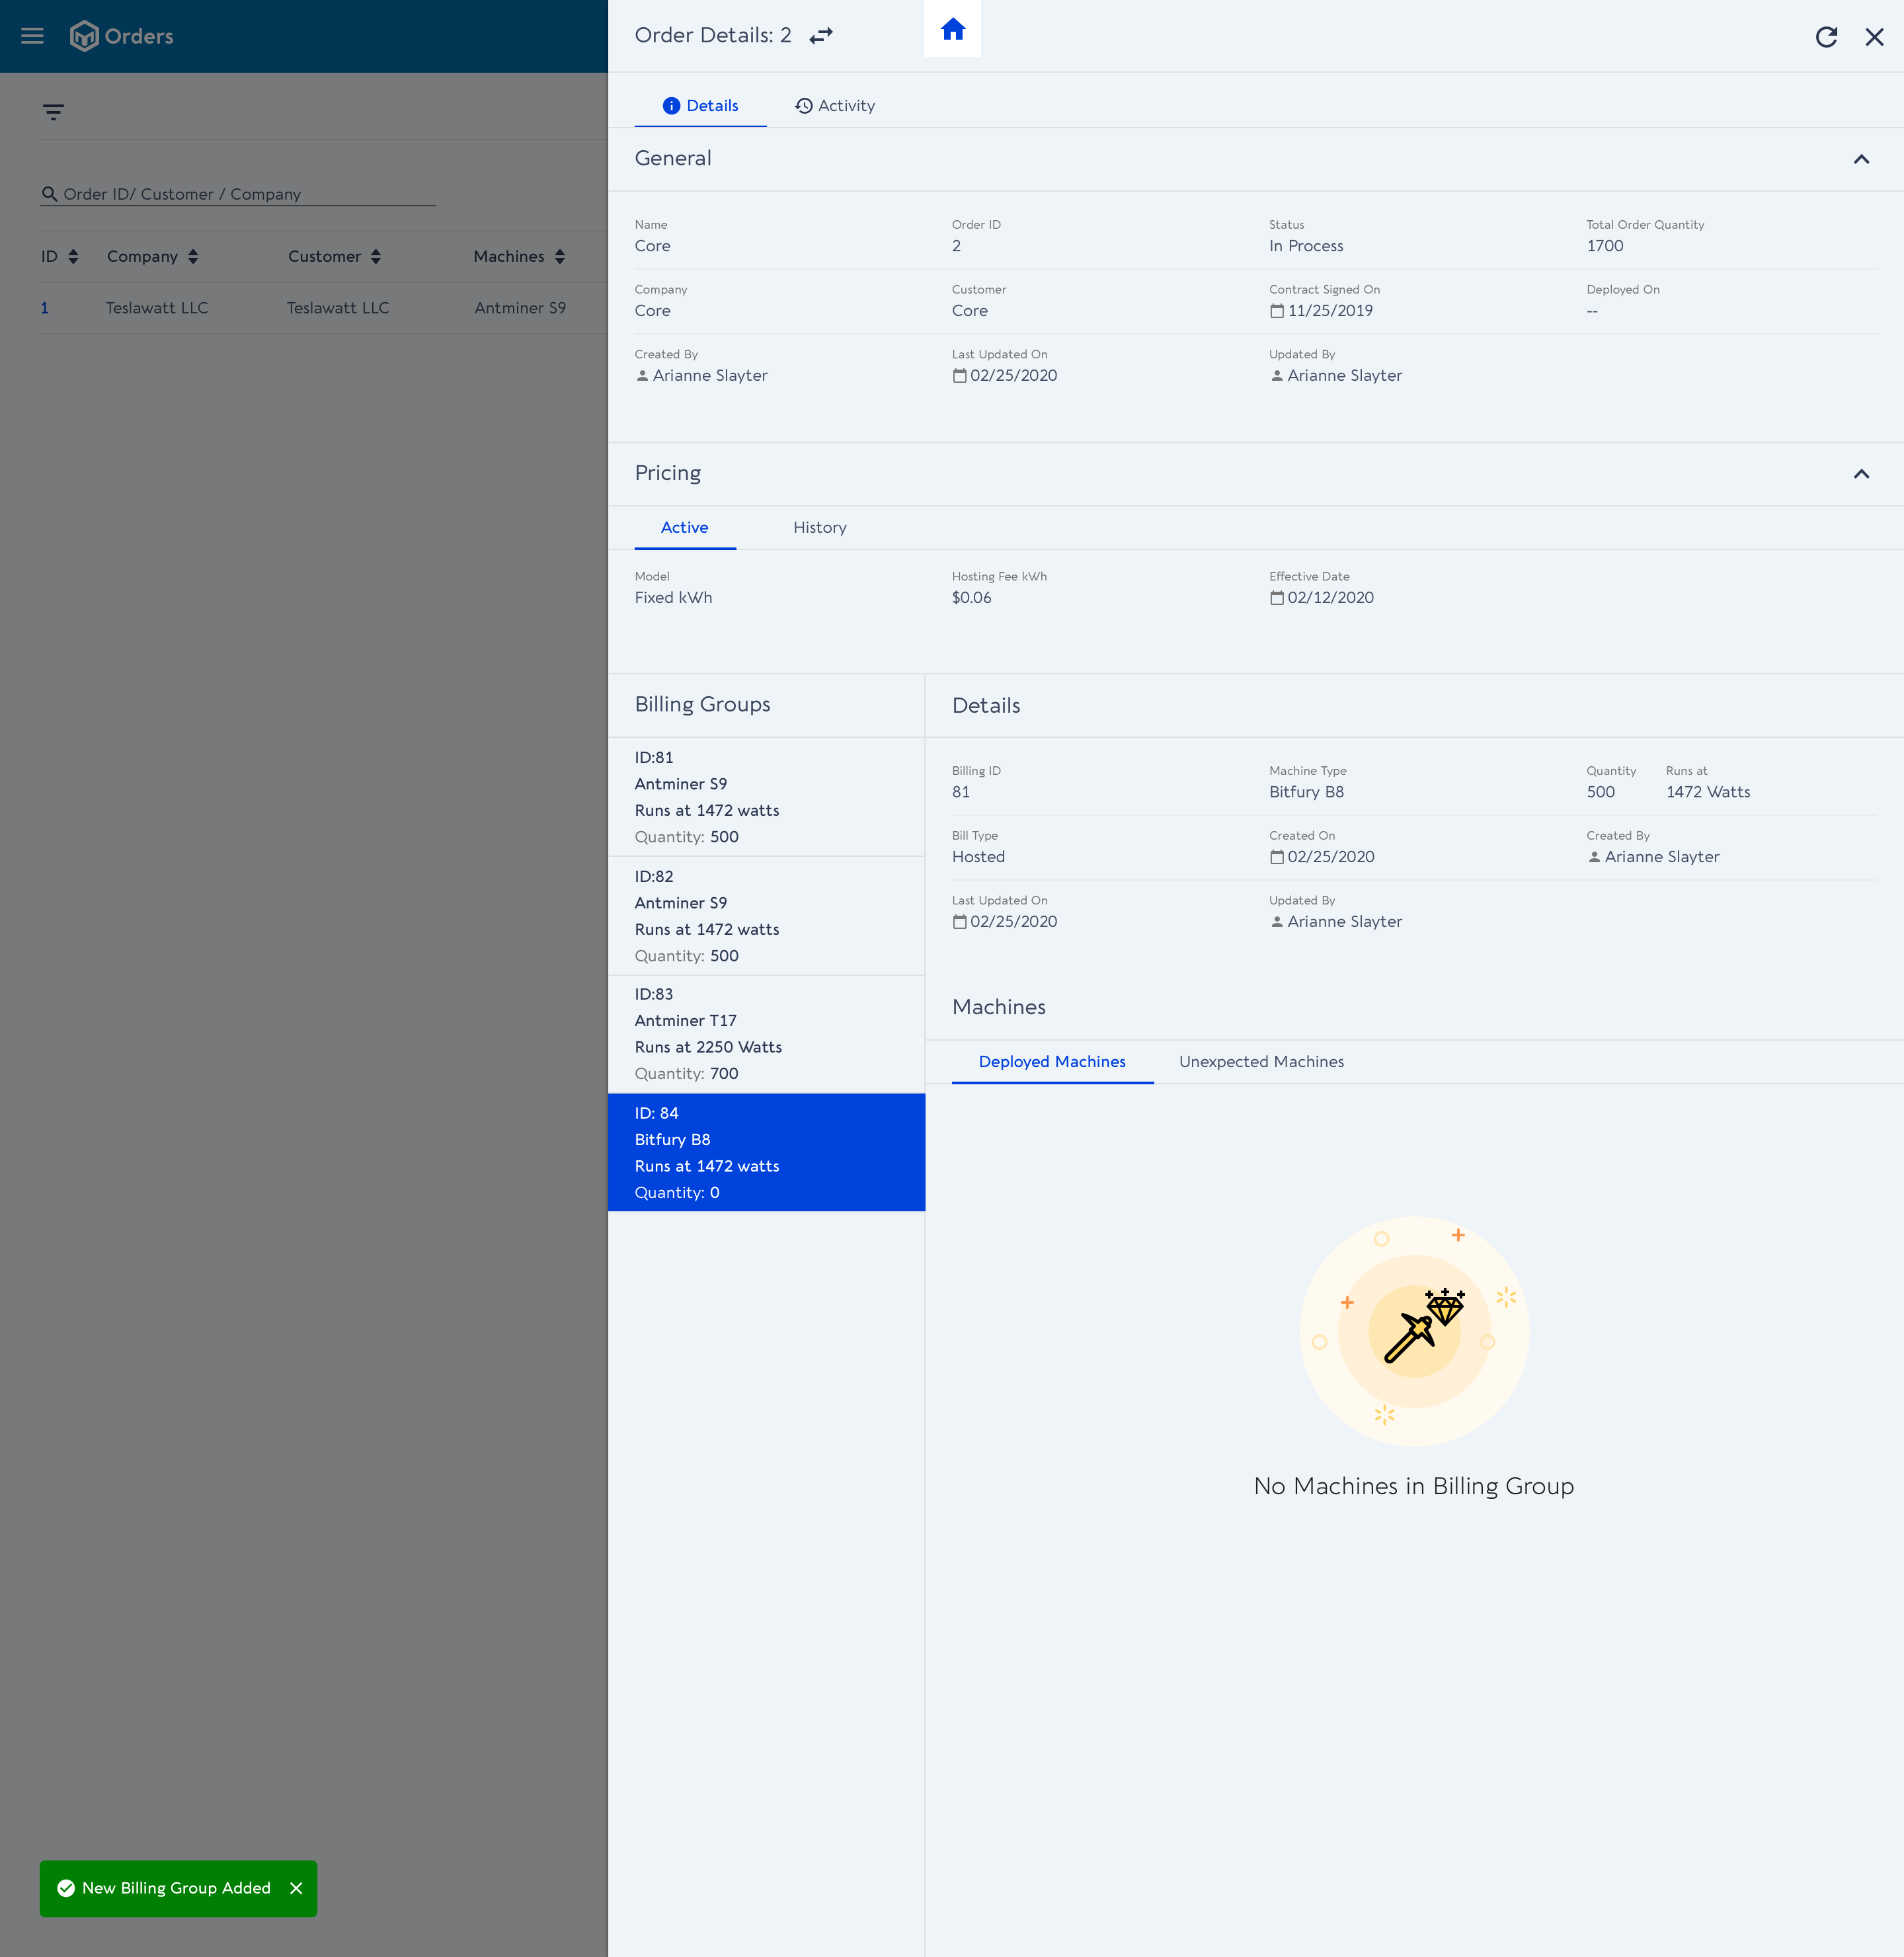 Orders
Order ID/ Customer / Company
ID Company Customer Machines
1 Teslawatt LLC Teslawatt LLC Antminer S9
New Billing Group Added
Order Details: 2
Details Activity
General
Name Order ID Status Total Order Quantity
Core 2 In Process 1700
Company Customer Contract Signed On Deployed On
Core Core 11/25/2019 --
Created By Last Updated On Updated By
Arianne Slayter 02/25/2020 Arianne Slayter
Pricing
Active History
Model Hosting Fee kWh Effective Date
Fixed kWh $0.06 02/12/2020
Billing Groups
ID:81
Antminer S9
Runs at 1472 watts
Quantity: 500
ID:82
Antminer S9
Runs at 1472 watts
Quantity: 500
ID:83
Antminer T17
Runs at 2250 Watts
Quantity: 700
ID: 84
Bitfury B8
Runs at 1472 watts
Quantity: 0
Details
Billing ID Machine Type Quantity Runs at
81 Bitfury B8 500 1472 Watts
Bill Type Created On Created By
Hosted 02/25/2020 Arianne Slayter
Last Updated On Updated By
02/25/2020 Arianne Slayter
Machines
Deployed Machines Unexpected Machines
No Machines in Billing Group